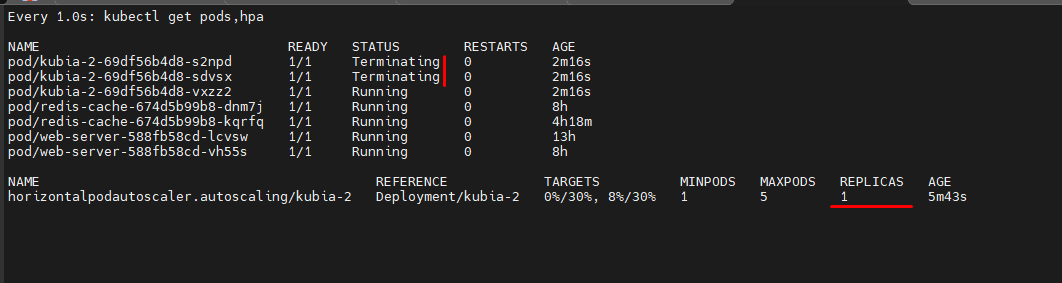 Every 1.0s: kubectl get pods,hpa
NAME READY STATUS RESTARTS AGE
pod/kubia-2-69df56b4d8-s2npd 1/1 Terminating 0 2m16s
pod/kubia-2-69df56b4d8-sdvsx 1/1 Terminating 0 2m16s
pod/kubia-2-69df56b4d8-vxzz2 1/1 Running 0 2m16s
pod/redis-cache-674d5b99b8-dnm7j 1/1 Running 0 8h
pod/redis-cache-674d5b99b8-kqrfq 1/1 Running 0 4h18m
pod/web-server-588fb58cd-lcvsw 1/1 Running 0 13h
pod/web-server-588fb58cd-vh55s 1/1 Running 0 8h
NAME REFERENCE TARGETS MINPODS MAXPODS REPLICAS AGE
horizontalpodautoscaler.autoscaling/kubia-2 Deployment/kubia-2 0%/30%, 8%/30% 1 5 1 5m43s